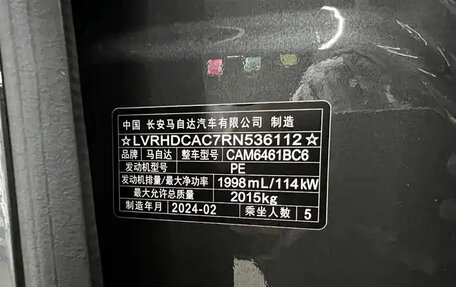 中国 长安马自达汽车有限公司 制造
☆LVRHDCAC7RN536112☆
品牌 马自达 整车型号 CAM6461BC6
发动机型号 PE
发动机排量/最大净功率 1998mL/114kW
最大允许总质量 2015kg
制造年月 2024-02 乘坐人数 5